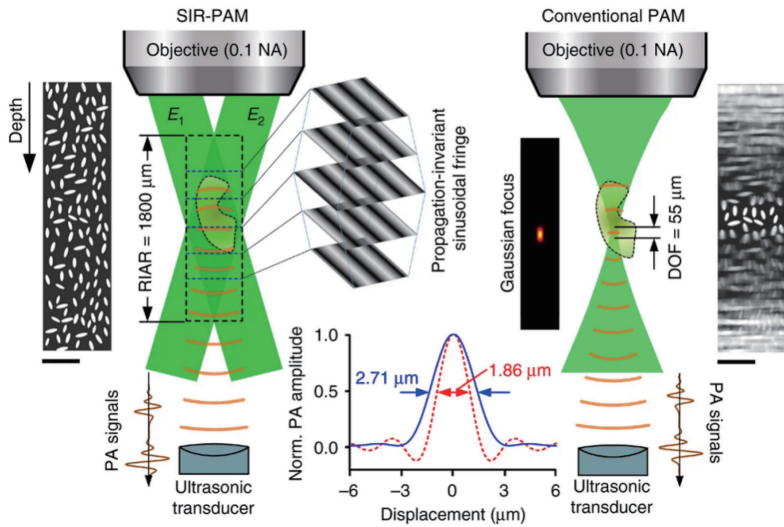 SIR-PAM
Objective (0.1 NA)
Depth
E1
E2
RIAR = 1800 μm
Propagation-invariant
sinusoidal fringe
PA signals
Ultrasonic
transducer
Conventional PAM
Objective (0.1 NA)
Gaussian focus
DOF = 55 μm
PA signals
Ultrasonic
transducer
Norm. PA amplitude
1.0
0.5
0.0
2.71 μm
1.86 μm
−6
−3
0
3
6
Displacement (μm)